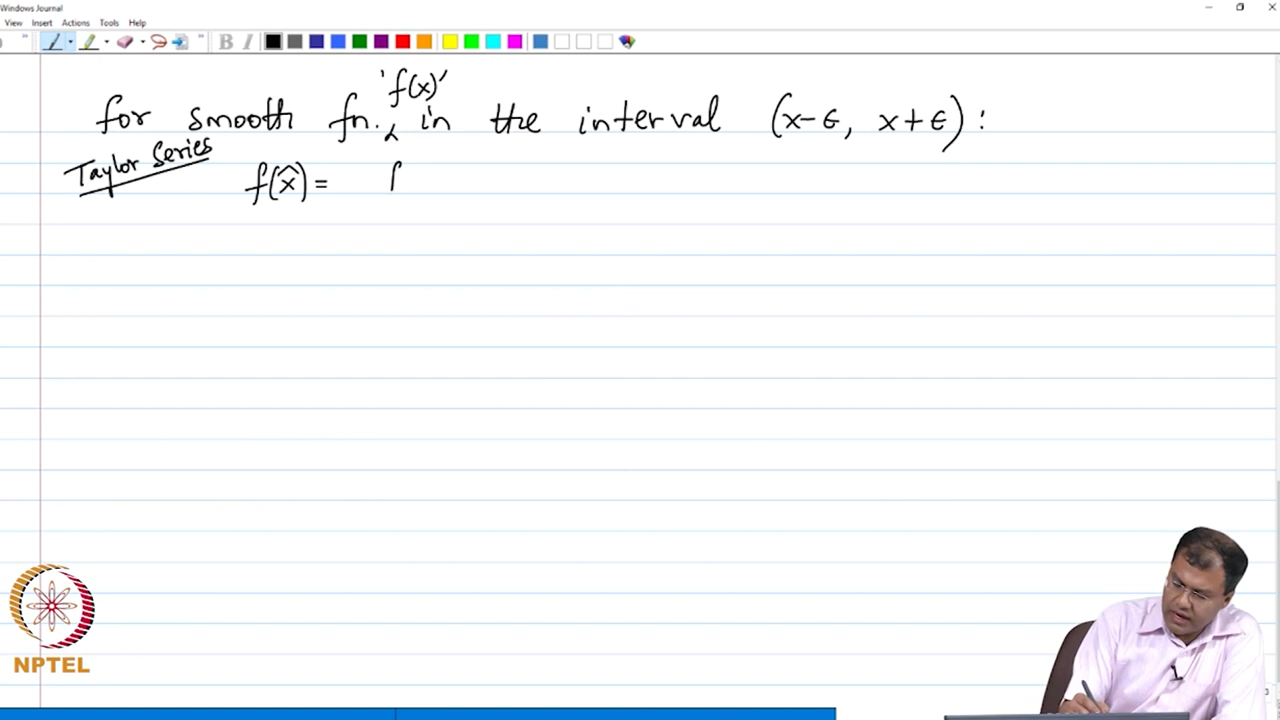 Windows Journal
View Insert Actions Tools Help
for smooth fn. 'f(x)' in the interval (x-ϵ, x+ϵ) :
Taylor Series
f(x̂) = f
NPTEL